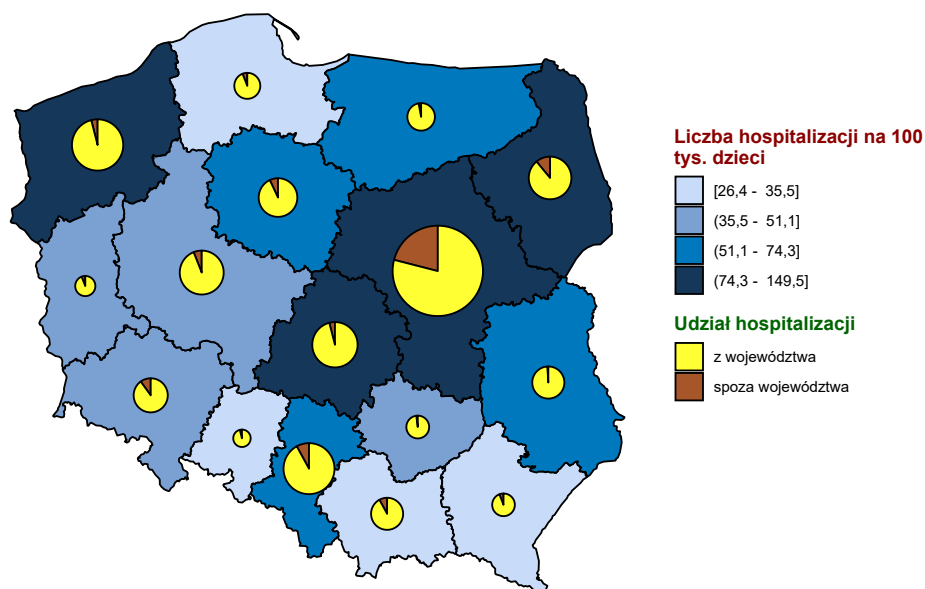 Liczba hospitalizacji na 100
tys. dzieci
[26,4 - 35,5]
(35,5 - 51,1]
(51,1 - 74,3]
(74,3 - 149,5]
Udział hospitalizacji
z województwa
spoza województwa